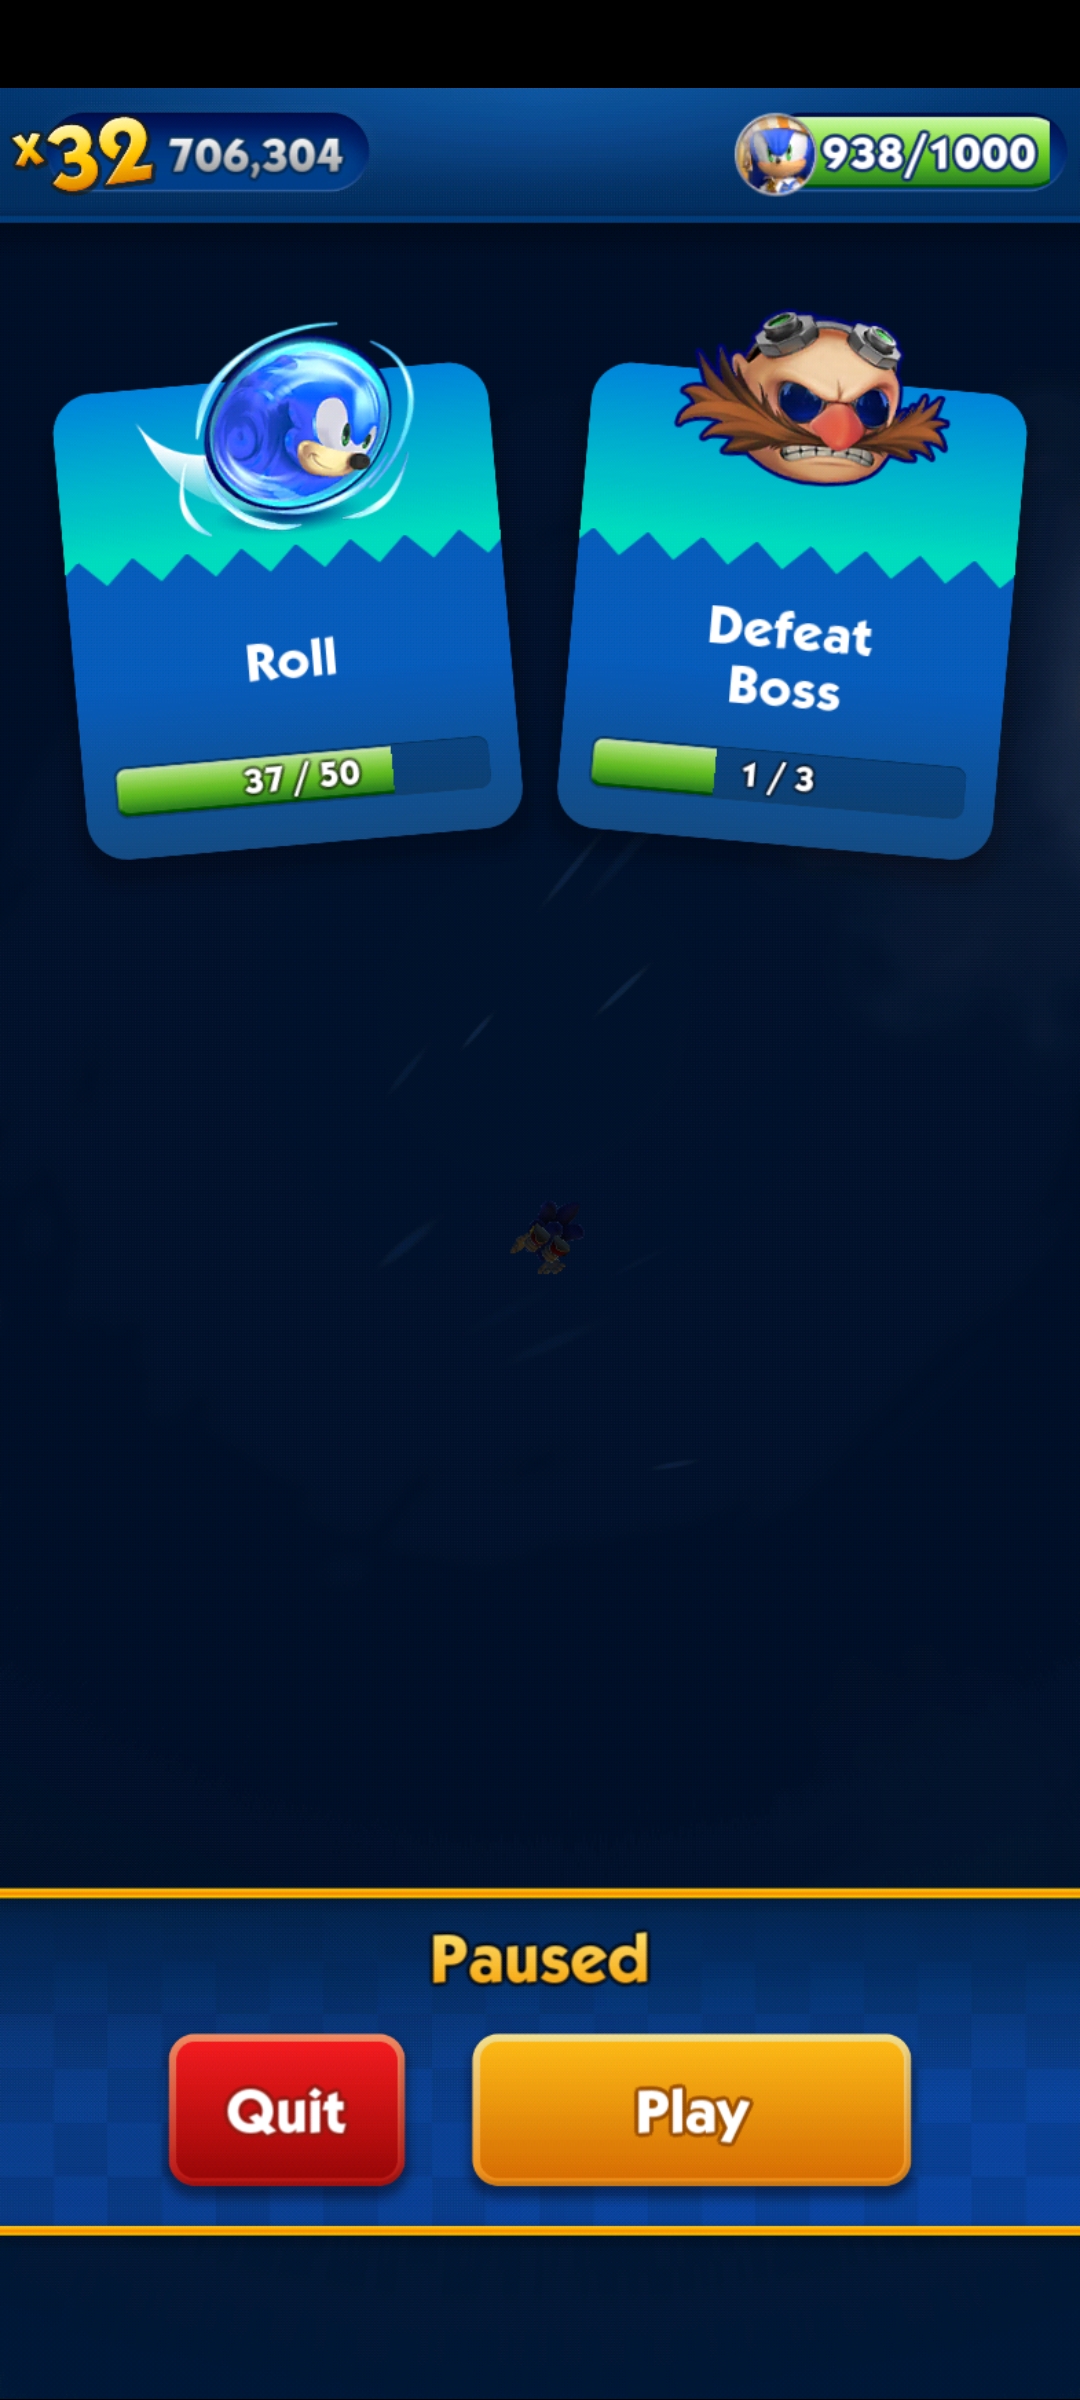 x32 706,304
938/1000
Roll
37 / 50
Defeat
Boss
1 / 3
Paused
Quit
Play